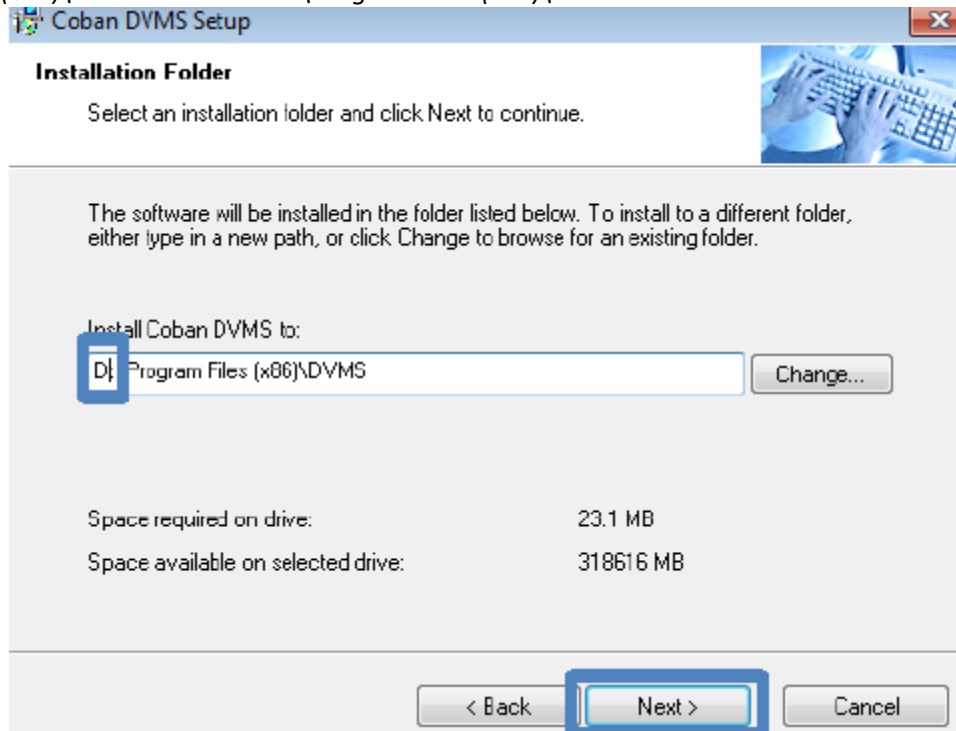 Coban DVMS Setup
Installation Folder
Select an installation folder and click Next to continue.
The software will be installed in the folder listed below. To install to a different folder,
either type in a new path, or click Change to browse for an existing folder.
Install Coban DVMS to:
D: Program Files (x86)\DVMS
Change...
Space required on drive: 23.1 MB
Space available on selected drive: 318616 MB
< Back Next > Cancel